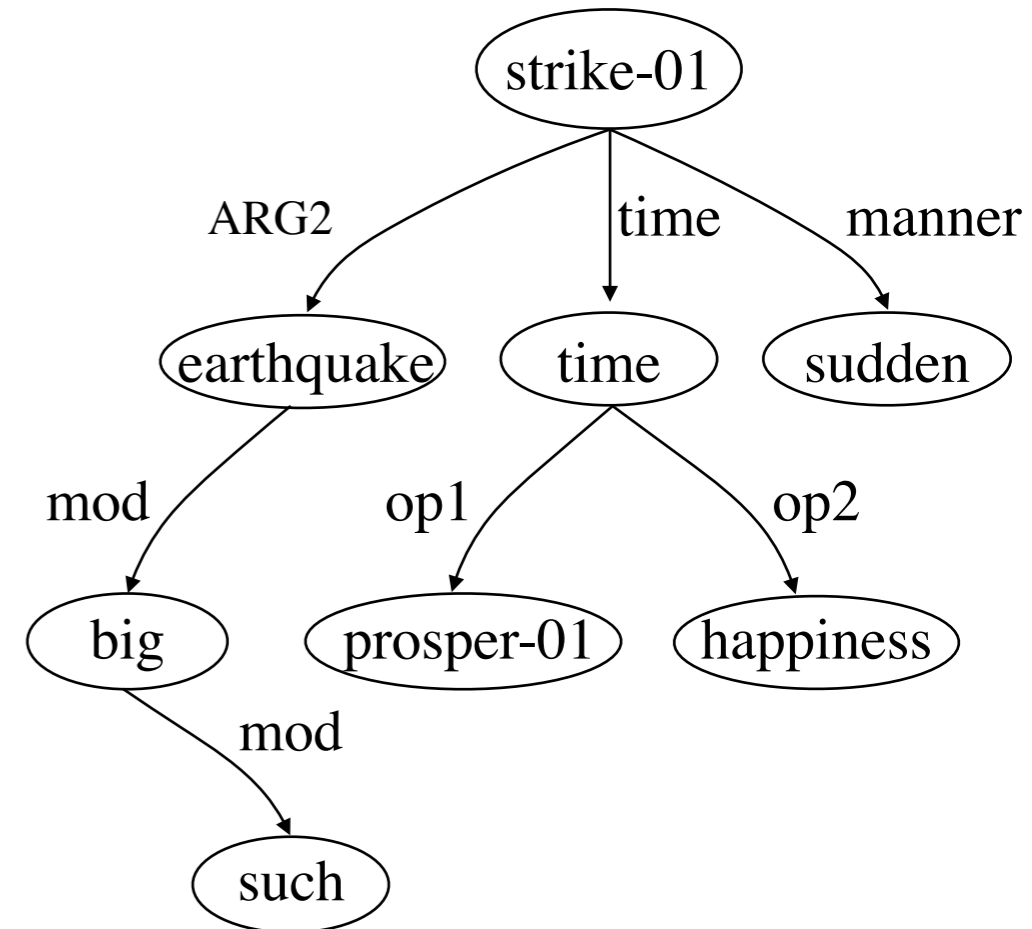 strike-01
ARG2 time manner
earthquake time sudden
mod op1 op2
big prosper-01 happiness
mod
such